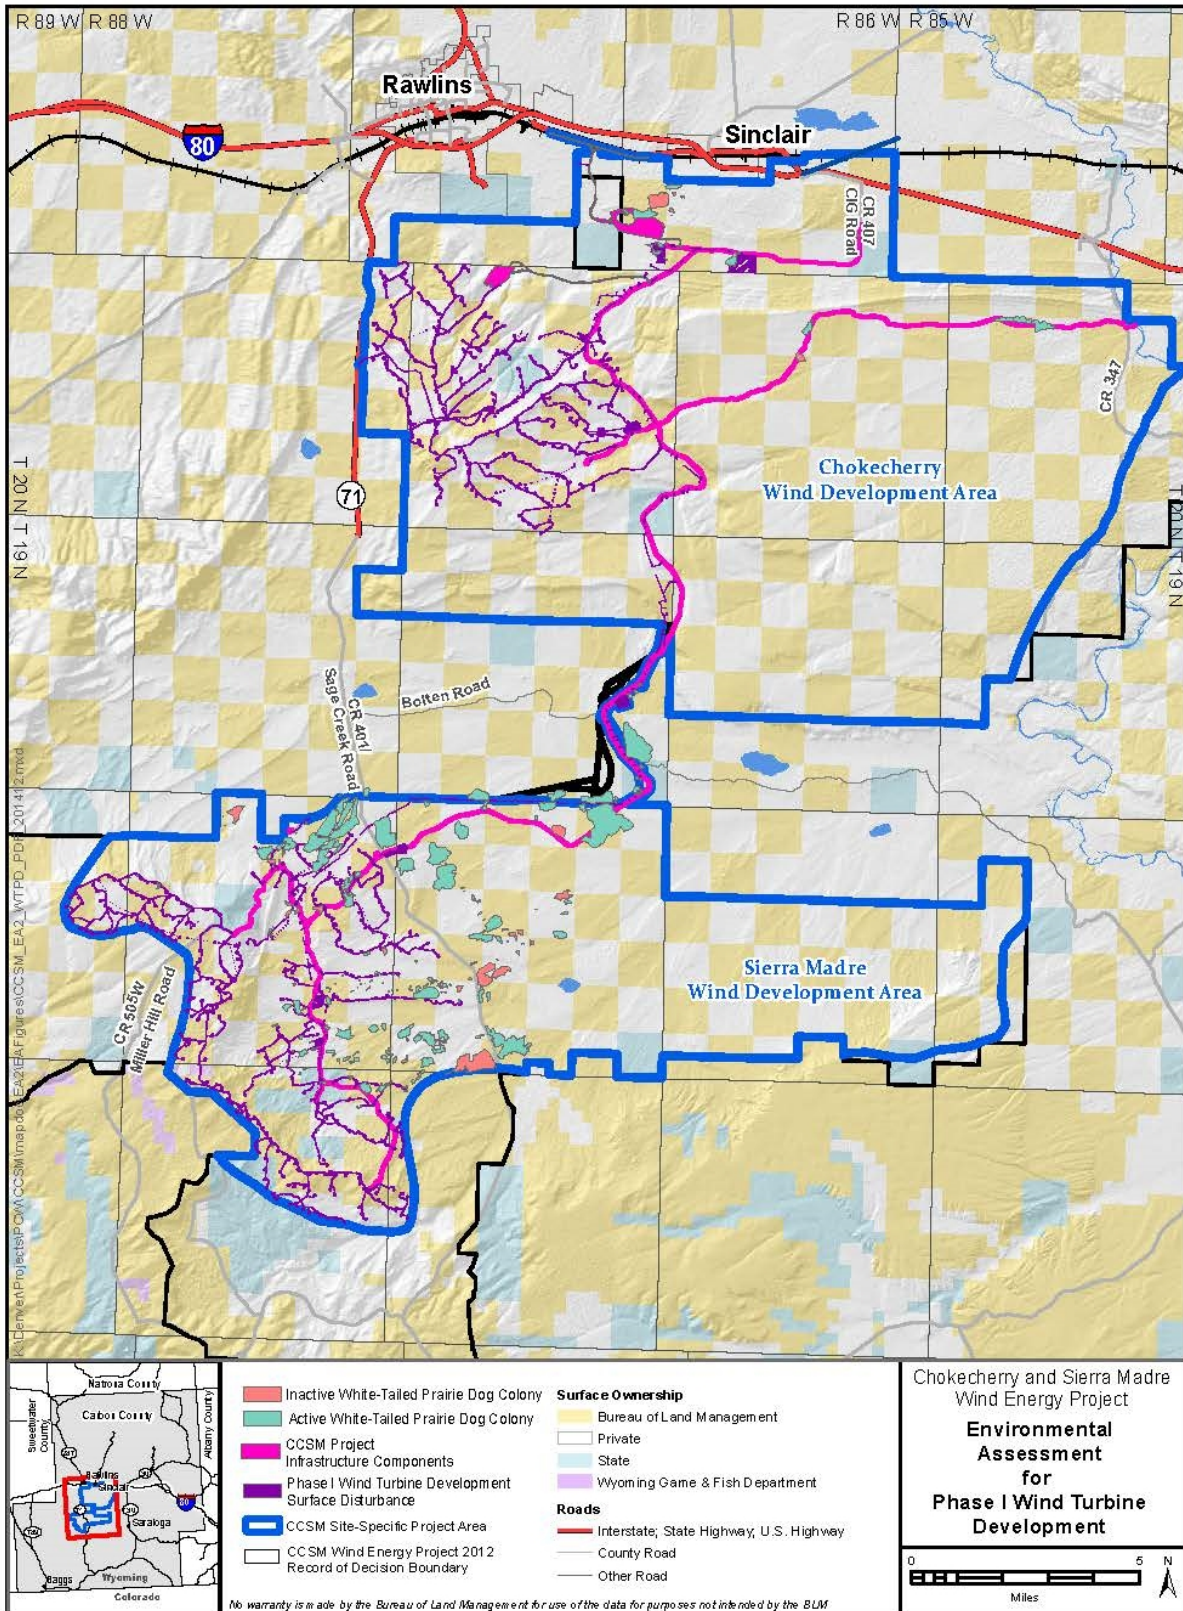 R 89 W R 88 W
R 86 W R 85 W
Rawlins
Sinclair
80
CR 407
CIG Road
CR 347
Chokecherry
Wind Development Area
71
T 20 N T 19 N
T 20 N T 19 N
Bolten Road
CR 401/
Sage Creek Road
Sierra Madre
Wind Development Area
CR 505W
Miller Hill Road
Natrona County
Carbon County
Sweetwater
County
Albany County
Rawlins
Sinclair
80
Saratoga
Baggs
Wyoming
Colorado
Inactive White-Tailed Prairie Dog Colony
Active White-Tailed Prairie Dog Colony
CCSM Project
Infrastructure Components
Phase I Wind Turbine Development
Surface Disturbance
CCSM Site-Specific Project Area
CCSM Wind Energy Project 2012
Record of Decision Boundary
Surface Ownership
Bureau of Land Management
Private
State
Wyoming Game & Fish Department
Roads
Interstate; State Highway; U.S. Highway
County Road
Other Road
No warranty is made by the Bureau of Land Management for use of the data for purposes not intended by the BLM
Chokecherry and Sierra Madre
Wind Energy Project
Environmental
Assessment
for
Phase I Wind Turbine
Development
0 5
Miles
N